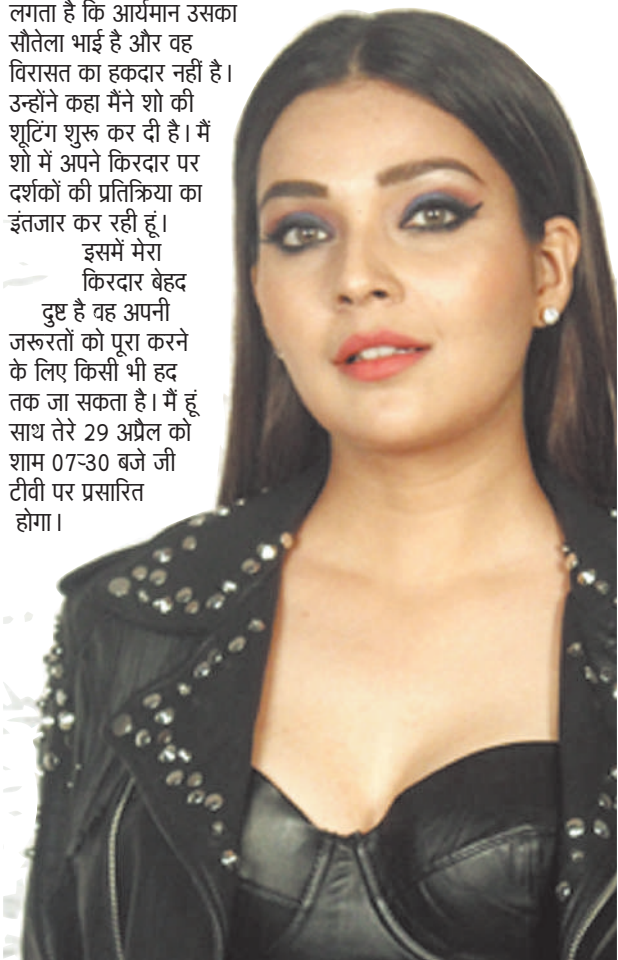 लगता है कि आर्यमान उसका
सौतेला भाई है और वह
विरासत का हकदार नहीं है।
उन्होंने कहा मैंने शो की
शूटिंग शुरू कर दी है। मैं
शो में अपने किरदार पर
दर्शकों की प्रतिक्रिया का
इंतजार कर रही हूं।
इसमें मेरा
किरदार बेहद
दुष्ट है वह अपनी
जरूरतों को पूरा करने
के लिए किसी भी हद
तक जा सकता है। मैं हूं
साथ तेरे 29 अप्रैल को
शाम 07ः30 बजे जी
टीवी पर प्रसारित
होगा।